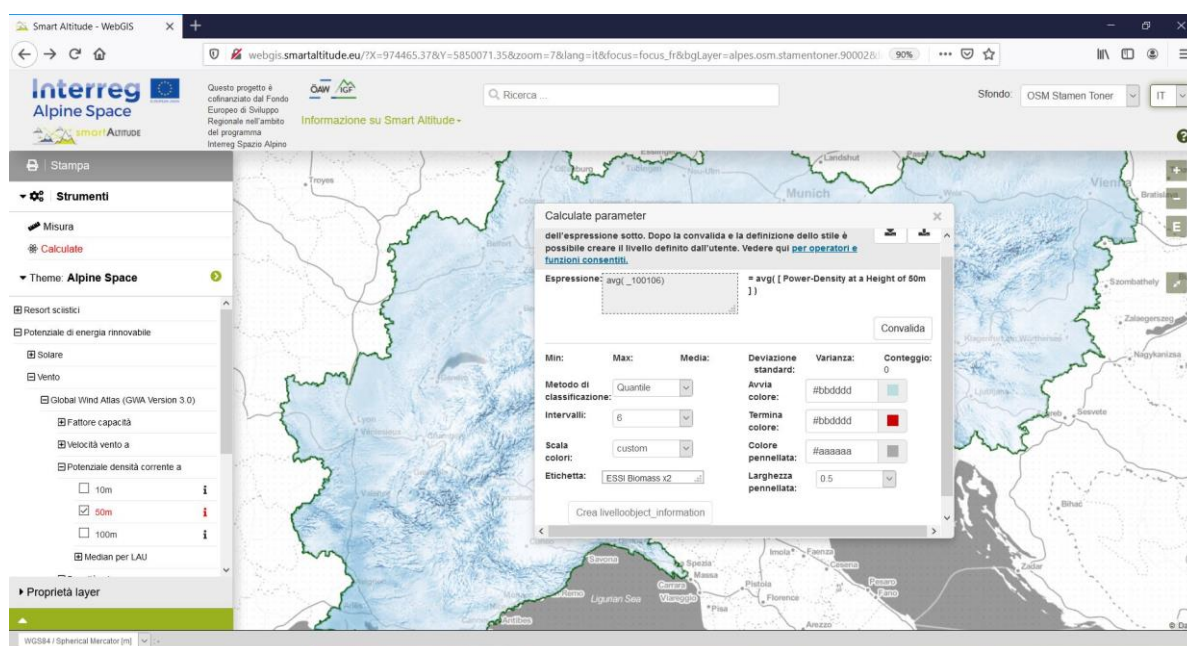 Smart Altitude - WebGIS
webgis.smartaltitude.eu/?X=974465.37&Y=5850071.35&zoom=7&lang=it&focus=focus_fr&bgLayer=alpes.osm.stamentoner.90002
90%
Interreg
Alpine Space
smartALTITUDE
Questo progetto è
cofinanziato dal Fondo
Europeo di Sviluppo
Regionale nell'ambito
del programma
Interreg Spazio Alpino
ÖAW IGF
Informazione su Smart Altitude
Ricerca ...
Sfondo: OSM Stamen Toner
IT
Stampa
Strumenti
Misura
Calculate
Theme: Alpine Space
Resort sciistici
Potenziale di energia rinnovabile
Solare
Vento
Global Wind Atlas (GWA Version 3.0)
Fattore capacità
Velocità vento a
Potenziale densità corrente a
10m i
50m i
100m i
Median per LAU
Proprietà layer
WGS84 / Spherical Mercator [m]
Calculate parameter
dell'espressione sotto. Dopo la convalida e la definizione dello stile è
possibile creare il livello definito dall'utente. Vedere qui per operatori e
funzioni consentiti.
Espressione: avg( _100106) = avg( [ Power-Density at a Height of 50m
] )
Convalida
Min: Max: Media: Deviazione standard: Varianza: Conteggio:
0
Metodo di classificazione: Quantile Avvia colore: #bbdddd
Intervalli: 6 Termina colore: #bbdddd
Scala colori: custom Colore pennellata: #aaaaaa
Etichetta: ESSI Biomass x2 Larghezza pennellata: 0.5
Crea livelloobject_information
Troyes
Landshut
Munich
Vienna
E
Szombathely
Zalaegerszeg
Nagykanizsa
Sesvete
Bihac
Zadar
Savona
Imola
Faenza
Cesena
Massa
Carrara
Viareggio
Pistoia
Florence
Pisa
Pesaro
Fano
Arezzo
Ligurian Sea
Antibes